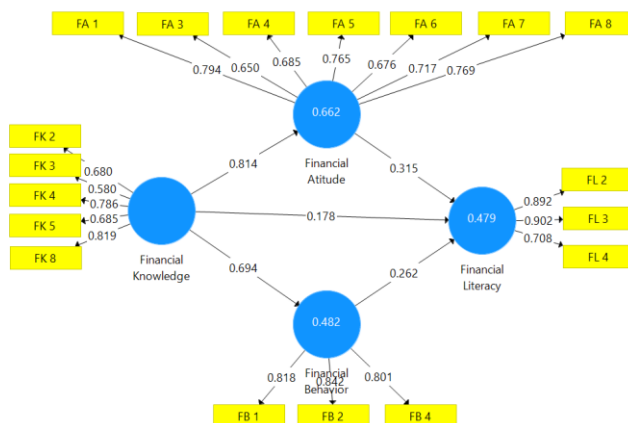 FA 1
FA 3
FA 4
FA 5
FA 6
FA 7
FA 8
0.794
0.650
0.685
0.765
0.676
0.717
0.769
0.662
Financial
Atitude
FK 2
FK 3
FK 4
FK 5
FK 8
0.680
0.580
0.786
0.685
0.819
Financial
Knowledge
0.814
0.315
0.178
0.694
0.262
0.479
Financial
Literacy
0.892
0.902
0.708
FL 2
FL 3
FL 4
0.482
Financial
Behavior
0.818
0.842
0.801
FB 1
FB 2
FB 4